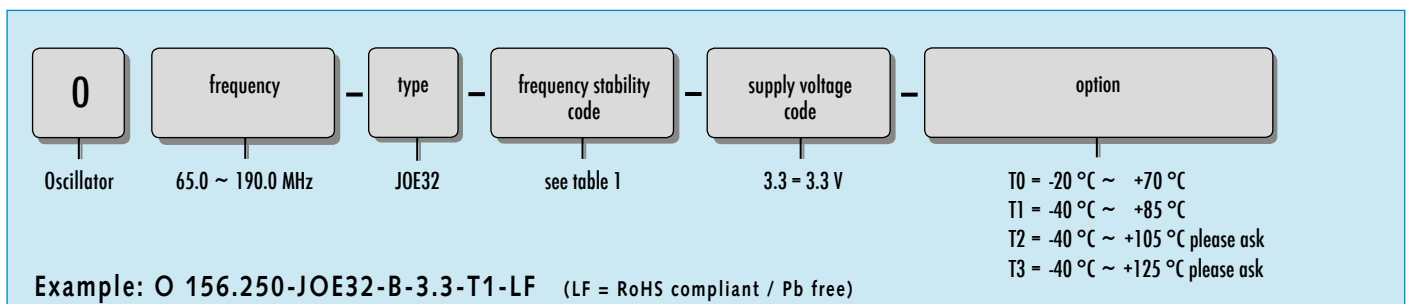 O
frequency
–
type
–
frequency stability
code
–
supply voltage
code
–
option
Oscillator
65.0 ~ 190.0 MHz
JOE32
see table 1
3.3 = 3.3 V
T0 = -20 °C ~ +70 °C
T1 = -40 °C ~ +85 °C
T2 = -40 °C ~ +105 °C please ask
T3 = -40 °C ~ +125 °C please ask
Example: O 156.250-JOE32-B-3.3-T1-LF (LF = RoHS compliant / Pb free)